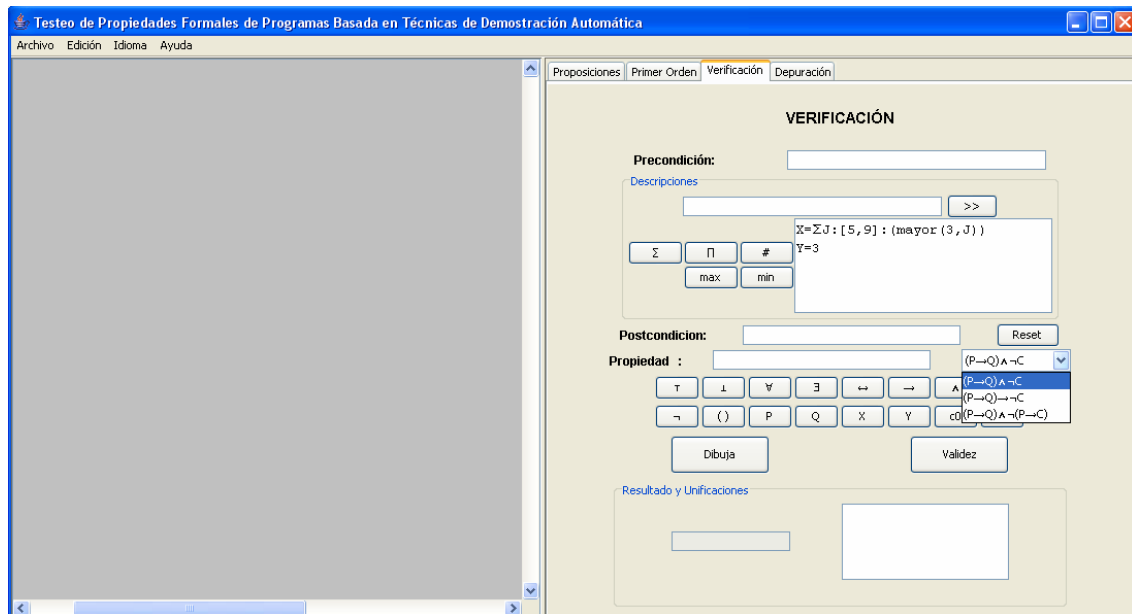 Testeo de Propiedades Formales de Programas Basada en Técnicas de Demostración Automática
Archivo Edición Idioma Ayuda
Proposiciones Primer Orden Verificación Depuración
VERIFICACIÓN
Precondición:
Descripciones
>>
X=ΣJ:[5,9]:(mayor(3,J))
Y=3
Σ ∏ #
max min
Postcondicion: Reset
Propiedad : (P→Q)∧¬C
⊤ ⊥ ∀ ∃ ↔ → ∧
(P→Q)∧¬C
(P→Q)→¬C
¬ () P Q X Y c0
(P→Q)∧¬(P→C)
Dibuja Validez
Resultado y Unificaciones